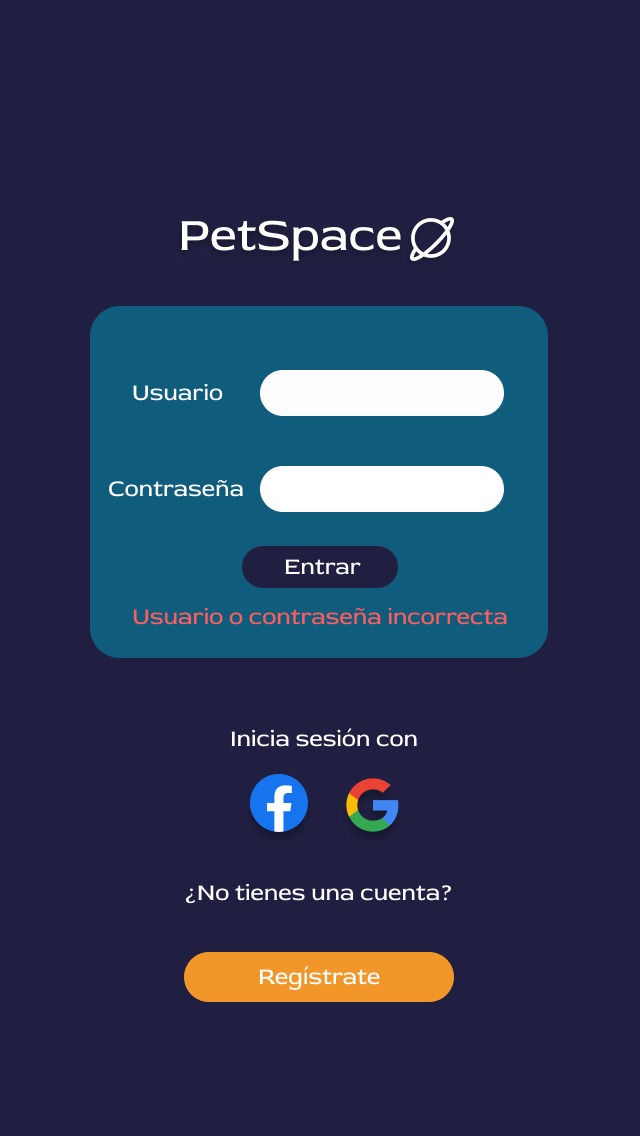 PetSpace
Usuario
Contraseña
Entrar
Usuario o contraseña incorrecta
Inicia sesión con
¿No tienes una cuenta?
Regístrate